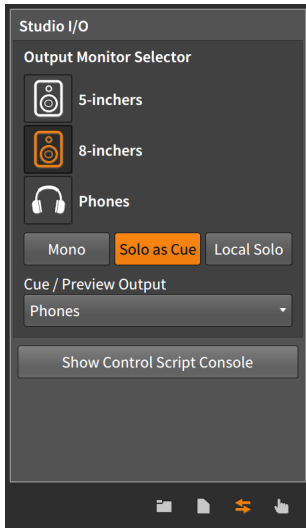 Studio I/O
Output Monitor Selector
5-inchers
8-inchers
Phones
Mono Solo as Cue Local Solo
Cue / Preview Output
Phones
Show Control Script Console